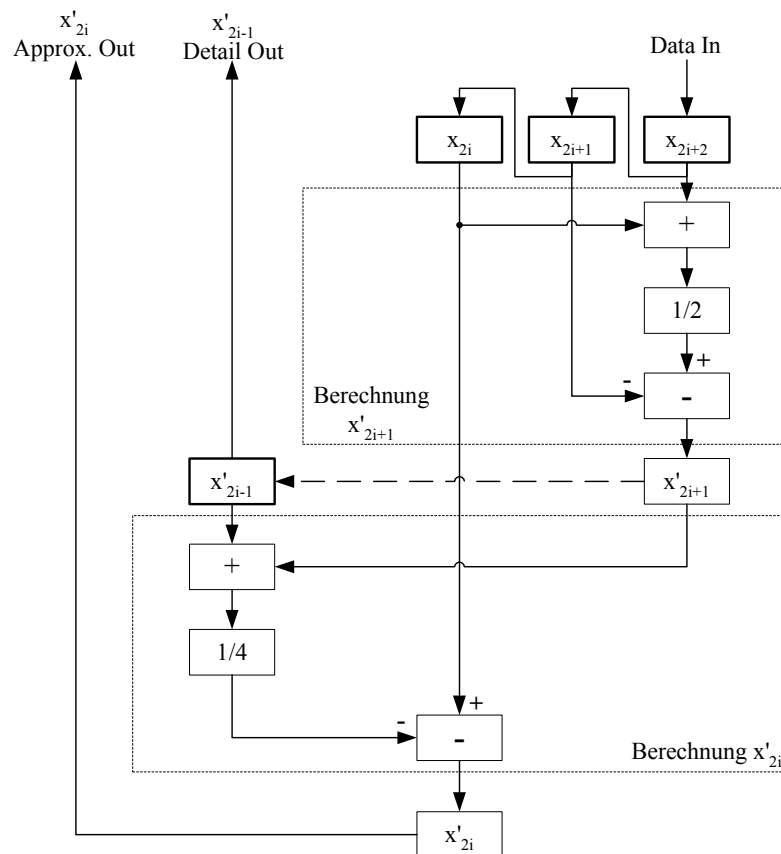 x'₂ᵢ
Approx. Out
x'₂ᵢ₋₁
Detail Out
Data In
x₂ᵢ
x₂ᵢ₊₁
x₂ᵢ₊₂
+
1/2
+
-
-
Berechnung
x'₂ᵢ₊₁
x'₂ᵢ₋₁
x'₂ᵢ₊₁
+
1/4
+
-
-
Berechnung x'₂ᵢ
x'₂ᵢ